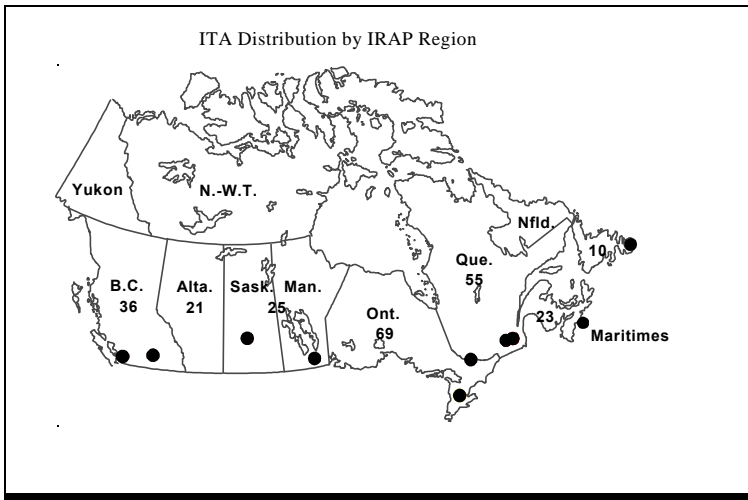 ITA Distribution by IRAP Region
Yukon
N.-W.T.
Nfld.
10
B.C.
36
Alta.
21
Sask.
Man.
25
Ont.
69
Que.
55
23
Maritimes